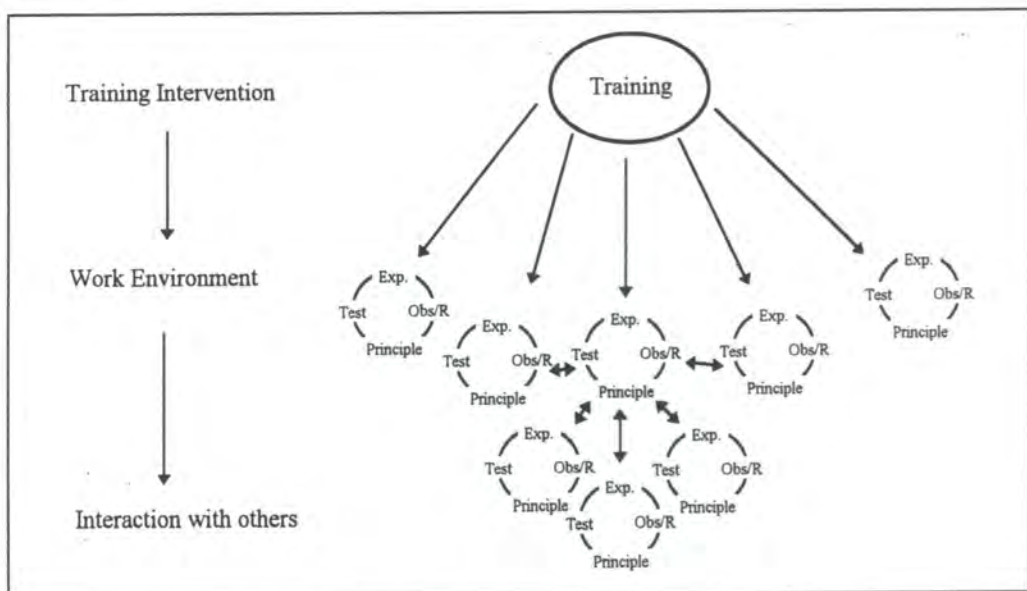 Training Intervention
Training
Work Environment
Exp.
Test
Obs/R
Principle
Exp.
Test
Obs/R
Principle
Exp.
Test
Obs/R
Principle
Exp.
Test
Obs/R
Principle
Exp.
Test
Obs/R
Principle
Interaction with others
Exp.
Test
Obs/R
Principle
Exp.
Test
Obs/R
Principle
Exp.
Test
Obs/R
Principle